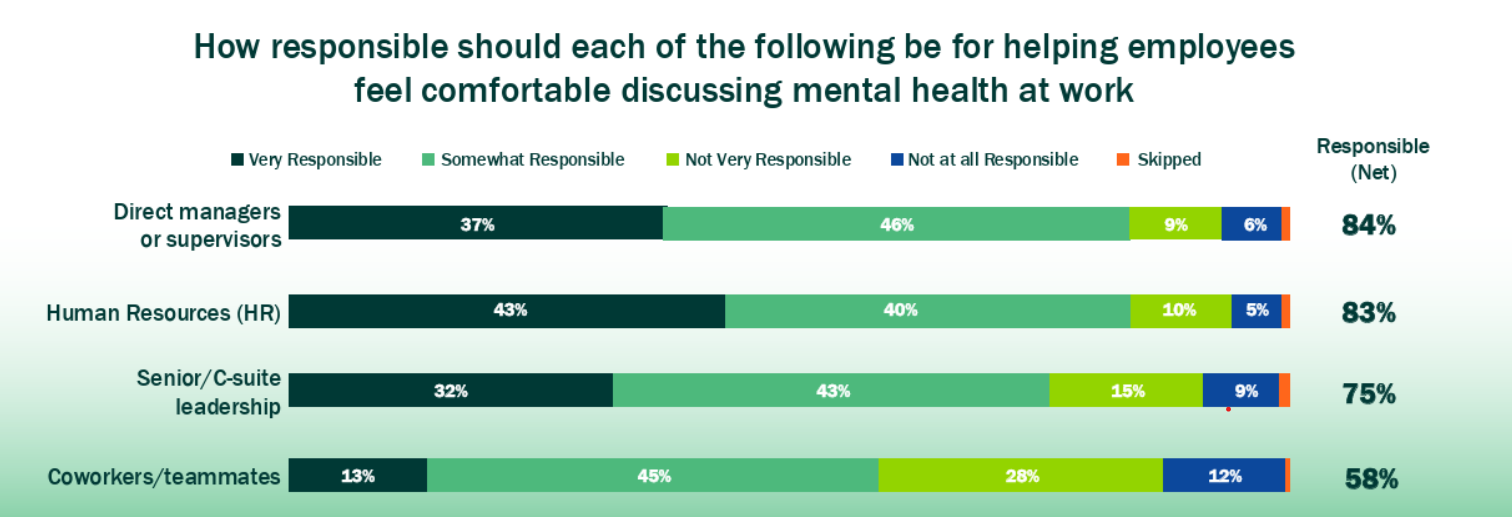 How responsible should each of the following be for helping employees
feel comfortable discussing mental health at work
Very Responsible Somewhat Responsible Not Very Responsible Not at all Responsible Skipped
Responsible
(Net)
Direct managers
or supervisors
37% 46% 9% 6% 84%
Human Resources (HR) 43% 40% 10% 5% 83%
Senior/C-suite
leadership
32% 43% 15% 9% 75%
Coworkers/teammates 13% 45% 28% 12% 58%